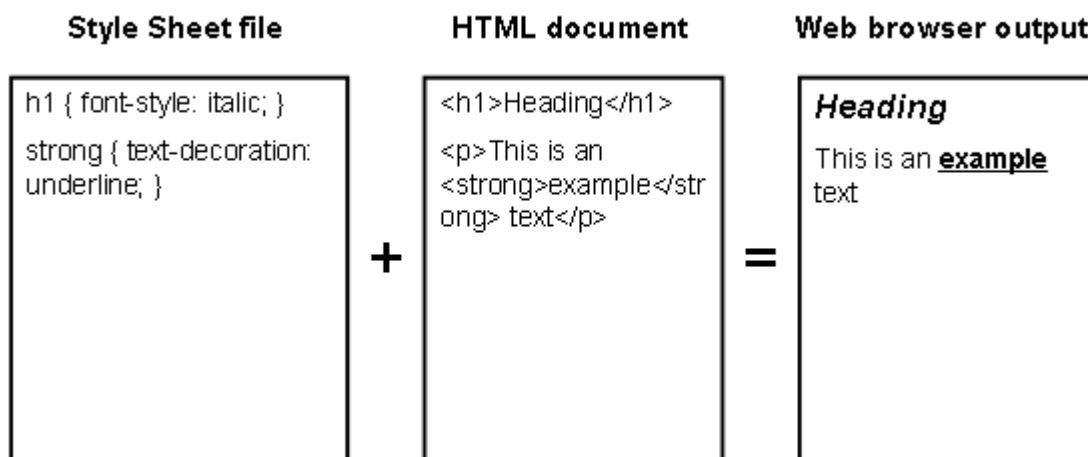 Style Sheet file
HTML document
Web browser output
h1 { font-style: italic; }
strong { text-decoration:
underline; }
+
<h1>Heading</h1>
<p>This is an
<strong>example</str
ong> text</p>
=
Heading
This is an example
text